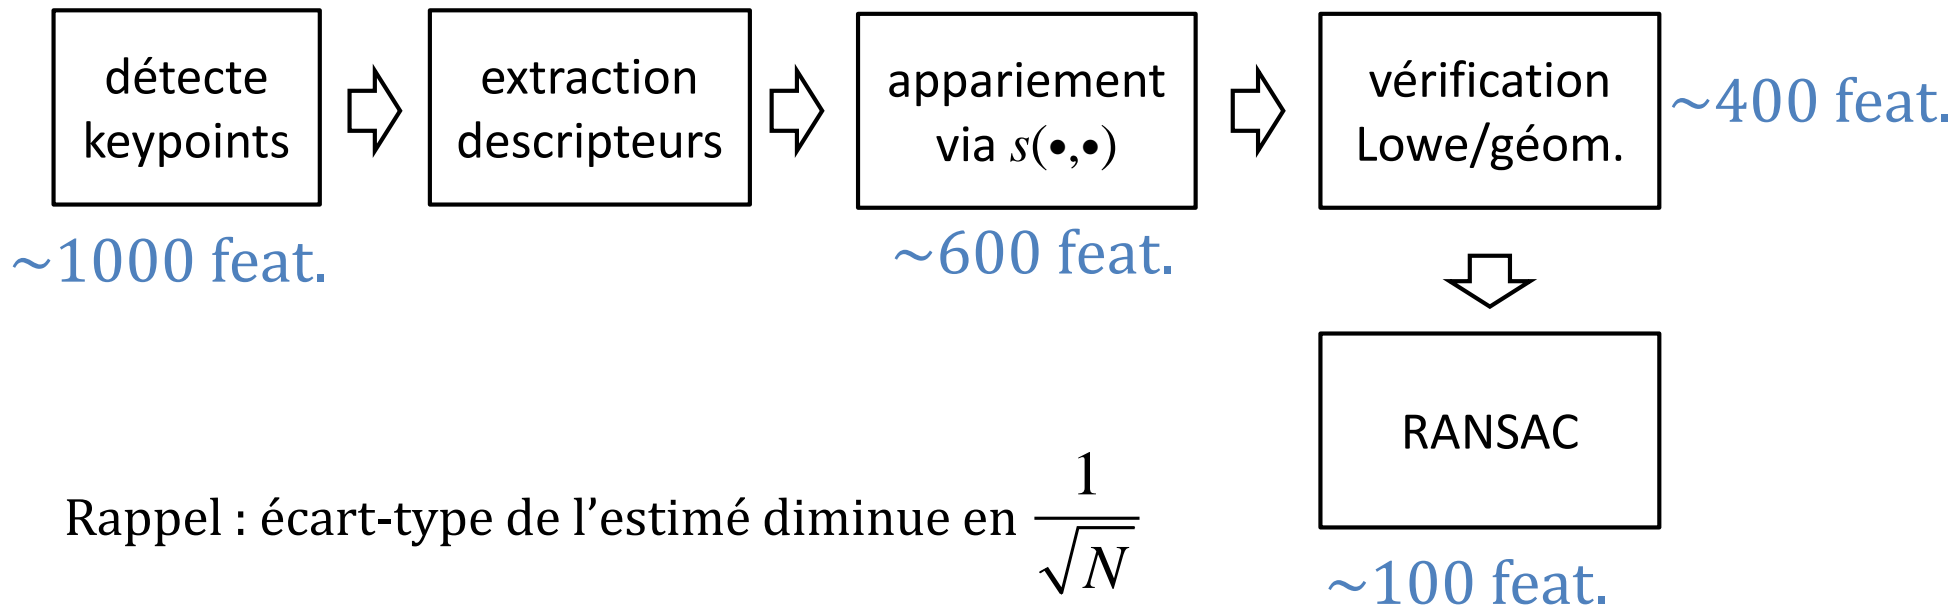 détecte
keypoints
~1000 feat.
extraction
descripteurs
appariement
via s(•,•)
~600 feat.
vérification
Lowe/géom.
~400 feat.
RANSAC
~100 feat.
Rappel : écart-type de l’estimé diminue en 1/√N